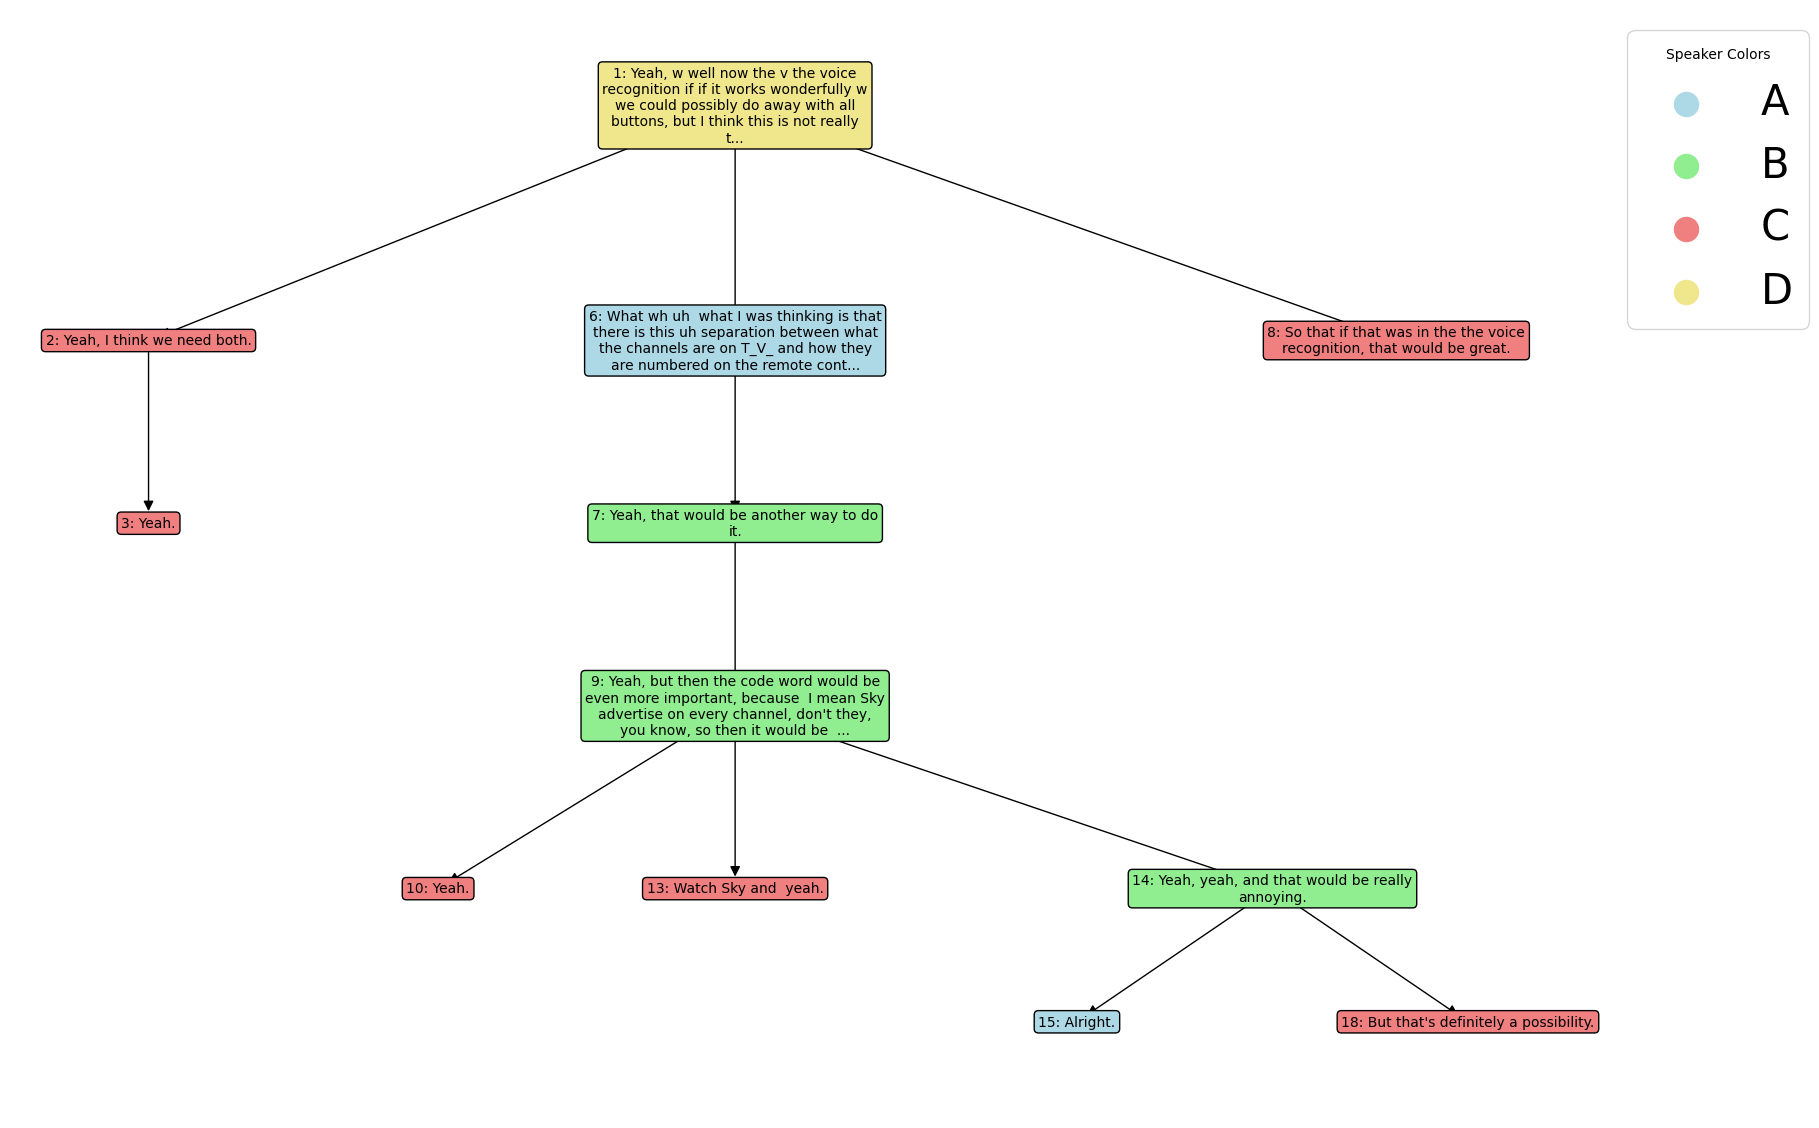 1: Yeah, w well now the v the voice
recognition if if it works wonderfully w
we could possibly do away with all
buttons, but I think this is not really
t...
Speaker Colors
A
B
C
D
2: Yeah, I think we need both.
6: What wh uh  what I was thinking is that
there is this uh separation between what
the channels are on T_V_ and how they
are numbered on the remote cont...
8: So that if that was in the the voice
recognition, that would be great.
3: Yeah.
7: Yeah, that would be another way to do
it.
9: Yeah, but then the code word would be
even more important, because  I mean Sky
advertise on every channel, don't they,
you know, so then it would be  ...
10: Yeah.
13: Watch Sky and  yeah.
14: Yeah, yeah, and that would be really
annoying.
15: Alright.
18: But that's definitely a possibility.